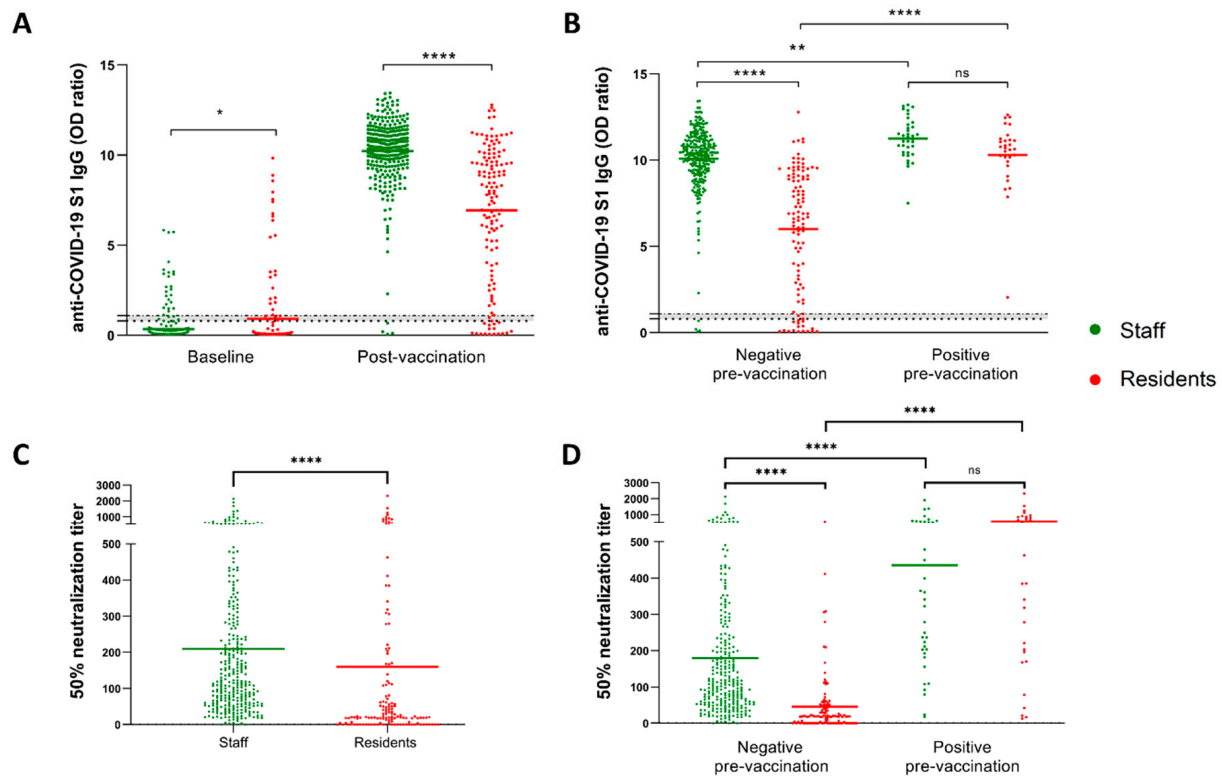 A
anti-COVID-19 S1 IgG (OD ratio)
15
10
5
0
*
****
Baseline
Post-vaccination
B
anti-COVID-19 S1 IgG (OD ratio)
15
10
5
0
****
**
****
ns
Negative
pre-vaccination
Positive
pre-vaccination
Staff
Residents
C
50% neutralization titer
3000
2000
1000
500
400
300
200
100
0
****
Staff
Residents
D
50% neutralization titer
3000
2000
1000
500
400
300
200
100
0
****
****
****
ns
Negative
pre-vaccination
Positive
pre-vaccination